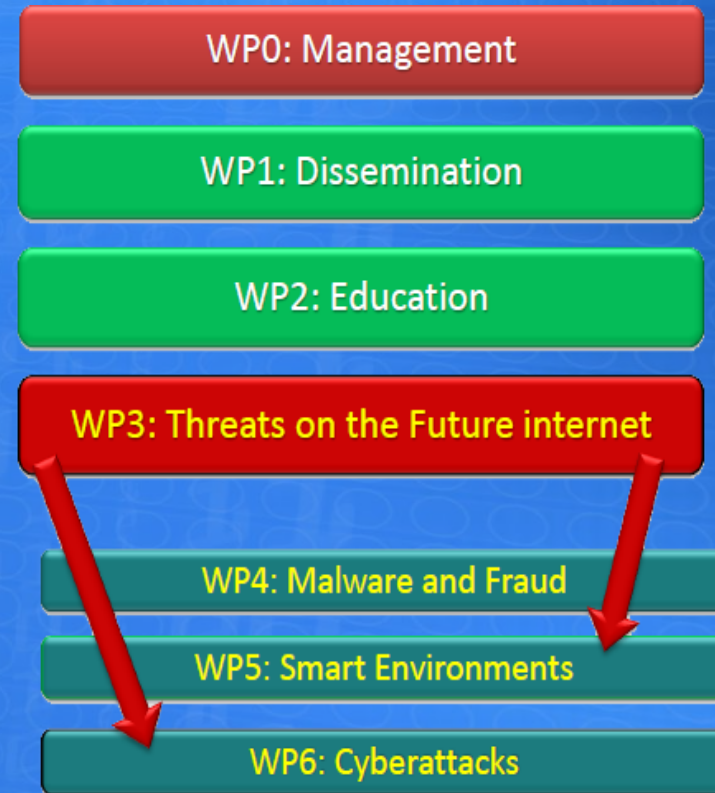 WP0: Management
WP1: Dissemination
WP2: Education
WP3: Threats on the Future internet
WP4: Malware and Fraud
WP5: Smart Environments
WP6: Cyberattacks